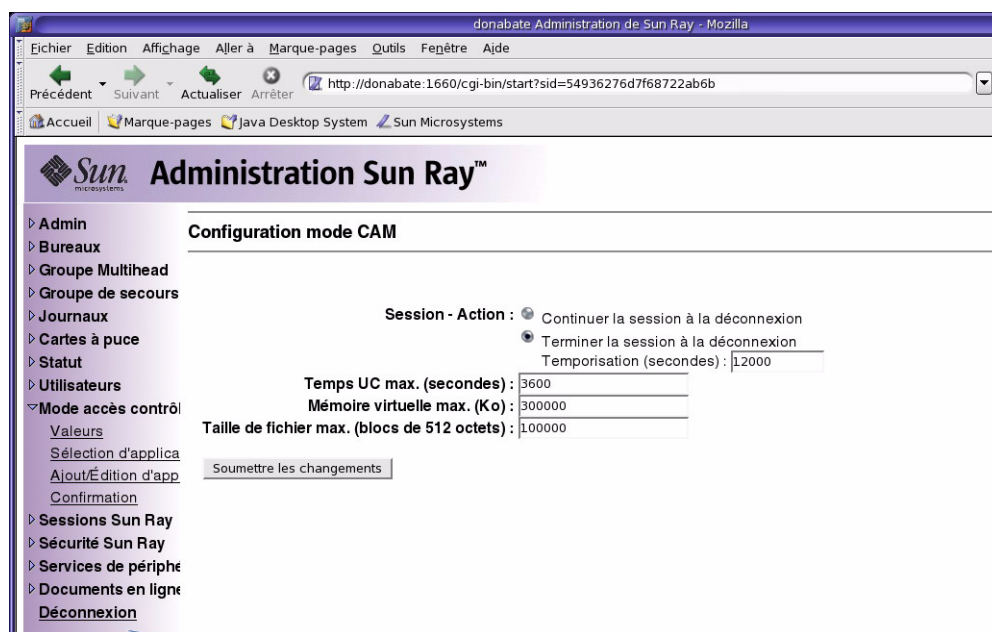 donabate Administration de Sun Ray - Mozilla
Fichier Edition Affichage Aller à Marque-pages Outils Fenêtre Aide
Précédent Suivant Actualiser Arrêter http://donabate:1660/cgi-bin/start?sid=54936276d7f68722ab6b
Accueil Marque-pages Java Desktop System Sun Microsystems
Sun microsystems Administration Sun Ray™
Admin
Bureaux
Groupe Multihead
Groupe de secours
Journaux
Cartes à puce
Statut
Utilisateurs
Mode accès contrôl
Valeurs
Sélection d'applica
Ajout/Édition d'app
Confirmation
Sessions Sun Ray
Sécurité Sun Ray
Services de périphé
Documents en ligne
Déconnexion
Configuration mode CAM
Session - Action : Continuer la session à la déconnexion
Terminer la session à la déconnexion
Temporisation (secondes) : 12000
Temps UC max. (secondes) : 3600
Mémoire virtuelle max. (Ko) : 300000
Taille de fichier max. (blocs de 512 octets) : 100000
Soumettre les changements